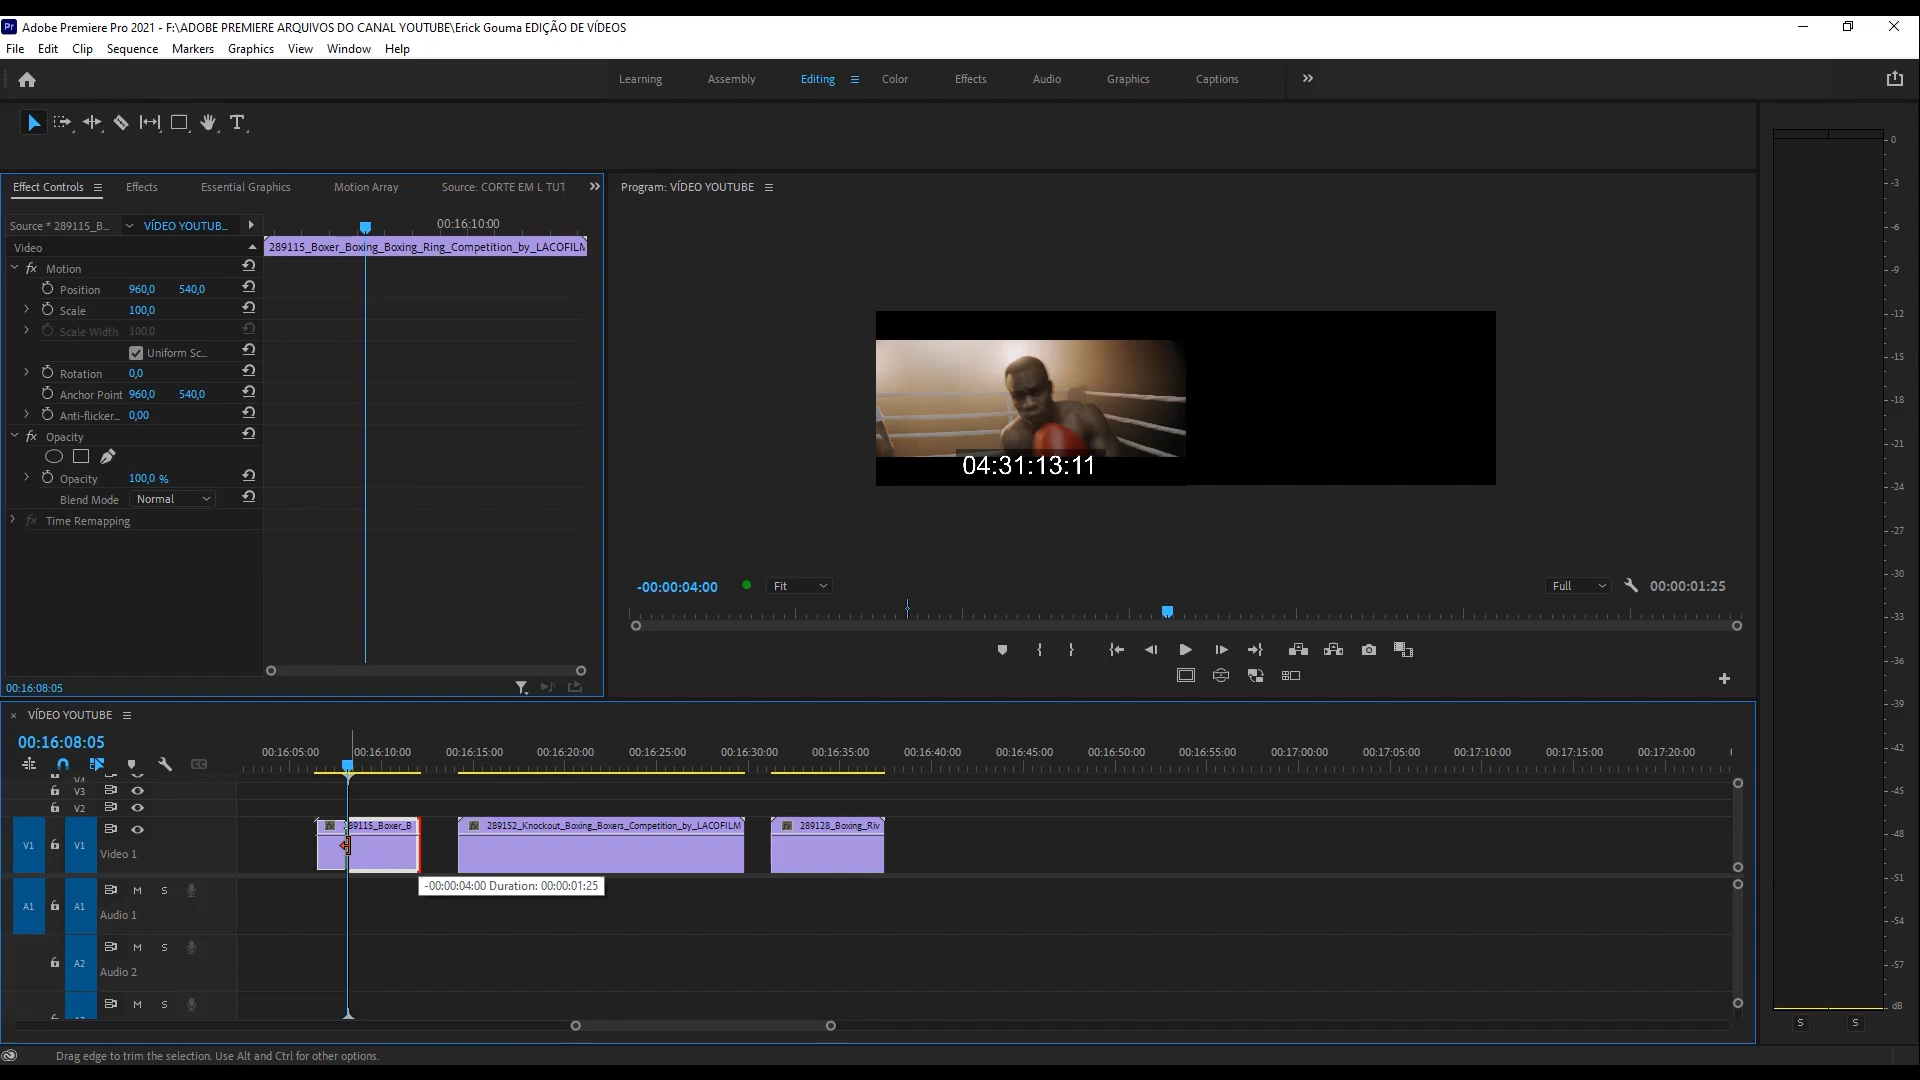 Pr Adobe Premiere Pro 2021 - F:\ADOBE PREMIERE ARQUIVOS DO CANAL YOUTUBE\Erick Gouma EDIÇÃO DE VÍDEOS
File Edit Clip Sequence Markers Graphics View Window Help
Learning Assembly Editing Color Effects Audio Graphics Captions
T
Effect Controls Effects Essential Graphics Motion Array Source: CORTE EM L TUT
Program: VÍDEO YOUTUBE
Source * 289115_B... VÍDEO YOUTUB... 00:16:10:00
Video 289115_Boxer_Boxing_Boxing_Ring_Competition_by_LACOFILM
fx Motion
Position 960,0 540,0
Scale 100,0
Scale Width 100,0
Uniform Sc...
Rotation 0,0
Anchor Point 960,0 540,0
Anti-flicker... 0,00
fx Opacity
Opacity 100,0 %
Blend Mode Normal
fx Time Remapping
00:16:08:05
04:31:13:11
-00:00:04:00 Fit Full 00:00:01:25
0
-3
-6
-9
-12
-15
-18
-21
-24
-27
-30
-33
-36
-39
-42
-45
-48
-51
-54
-57
dB
S S
× VÍDEO YOUTUBE
00:16:08:05
00:16:05:00 00:16:10:00 00:16:15:00 00:16:20:00 00:16:25:00 00:16:30:00 00:16:35:00 00:16:40:00 00:16:45:00 00:16:50:00 00:16:55:00 00:17:00:00 00:17:05:00 00:17:10:00 00:17:15:00 00:17:20:00
V3
V2
V1 V1 Video 1
289115_Boxer_B 289152_Knockout_Boxing_Boxers_Competition_by_LACOFILM 289128_Boxing_Riv
-00:00:04:00 Duration: 00:00:01:25
A1 A1 M S
Audio 1
A2 M S
Audio 2
M S
Drag edge to trim the selection. Use Alt and Ctrl for other options.